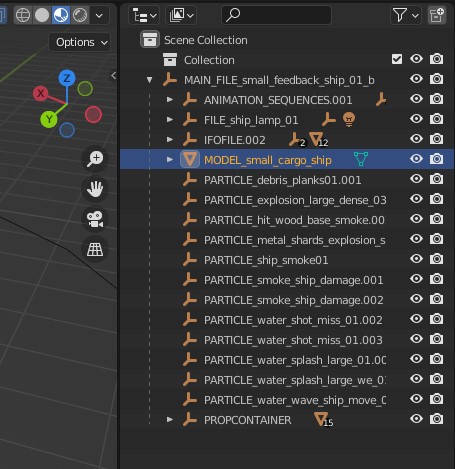 Options
X
Y
Z
Scene Collection
Collection
MAIN_FILE_small_feedback_ship_01_b
ANIMATION_SEQUENCES.001
FILE_ship_lamp_01
IFOFILE.002 2 12
MODEL_small_cargo_ship
PARTICLE_debris_planks01.001
PARTICLE_explosion_large_dense_03
PARTICLE_hit_wood_base_smoke.00
PARTICLE_metal_shards_explosion_s
PARTICLE_ship_smoke01
PARTICLE_smoke_ship_damage.001
PARTICLE_smoke_ship_damage.002
PARTICLE_water_shot_miss_01.002
PARTICLE_water_shot_miss_01.003
PARTICLE_water_splash_large_01.00
PARTICLE_water_splash_large_we_0
PARTICLE_water_wave_ship_move_0
PROPCONTAINER 15